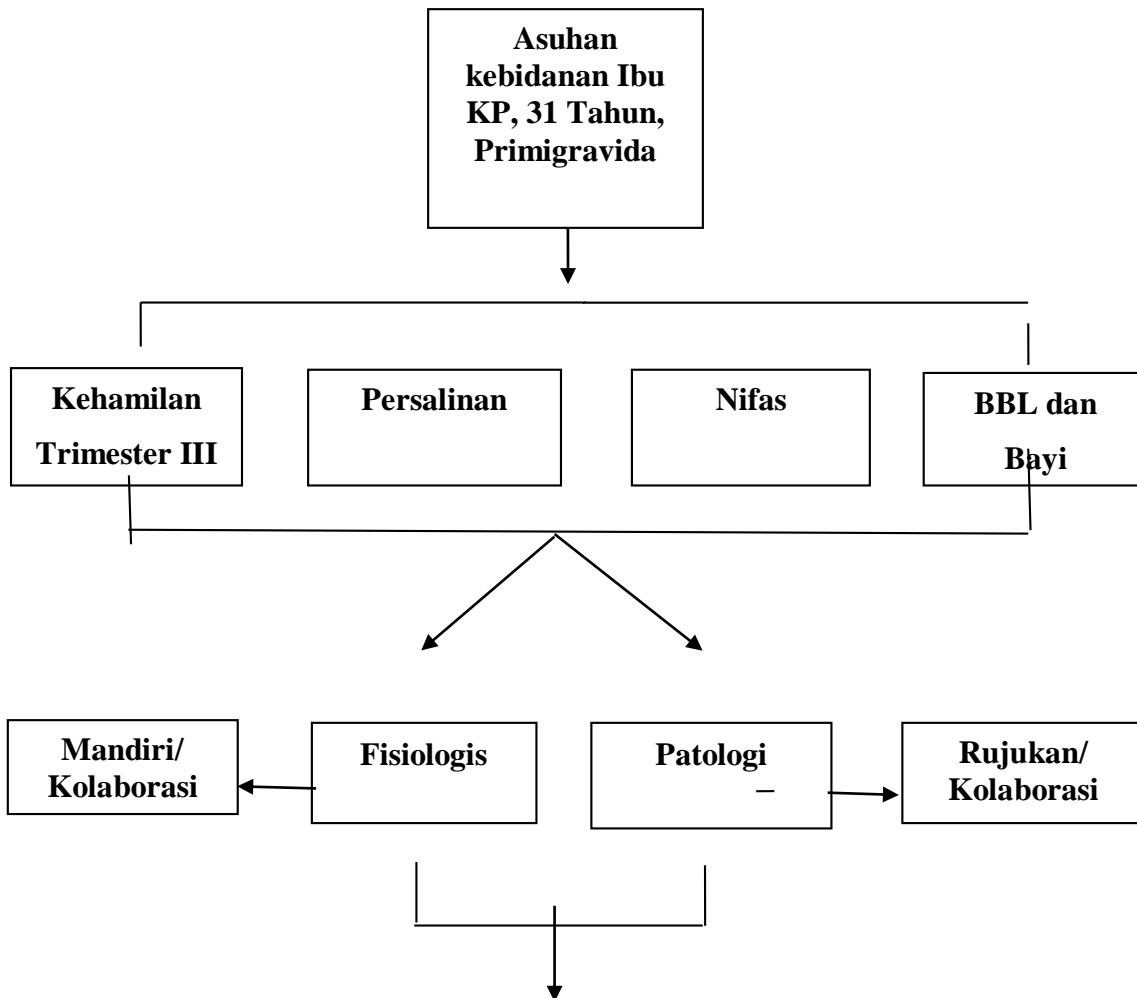 Asuhan
kebidanan Ibu
KP, 31 Tahun,
Primigravida
Kehamilan
Trimester III
Persalinan
Nifas
BBL dan
Bayi
Mandiri/
Kolaborasi
Fisiologis
Patologi
–
Rujukan/
Kolaborasi